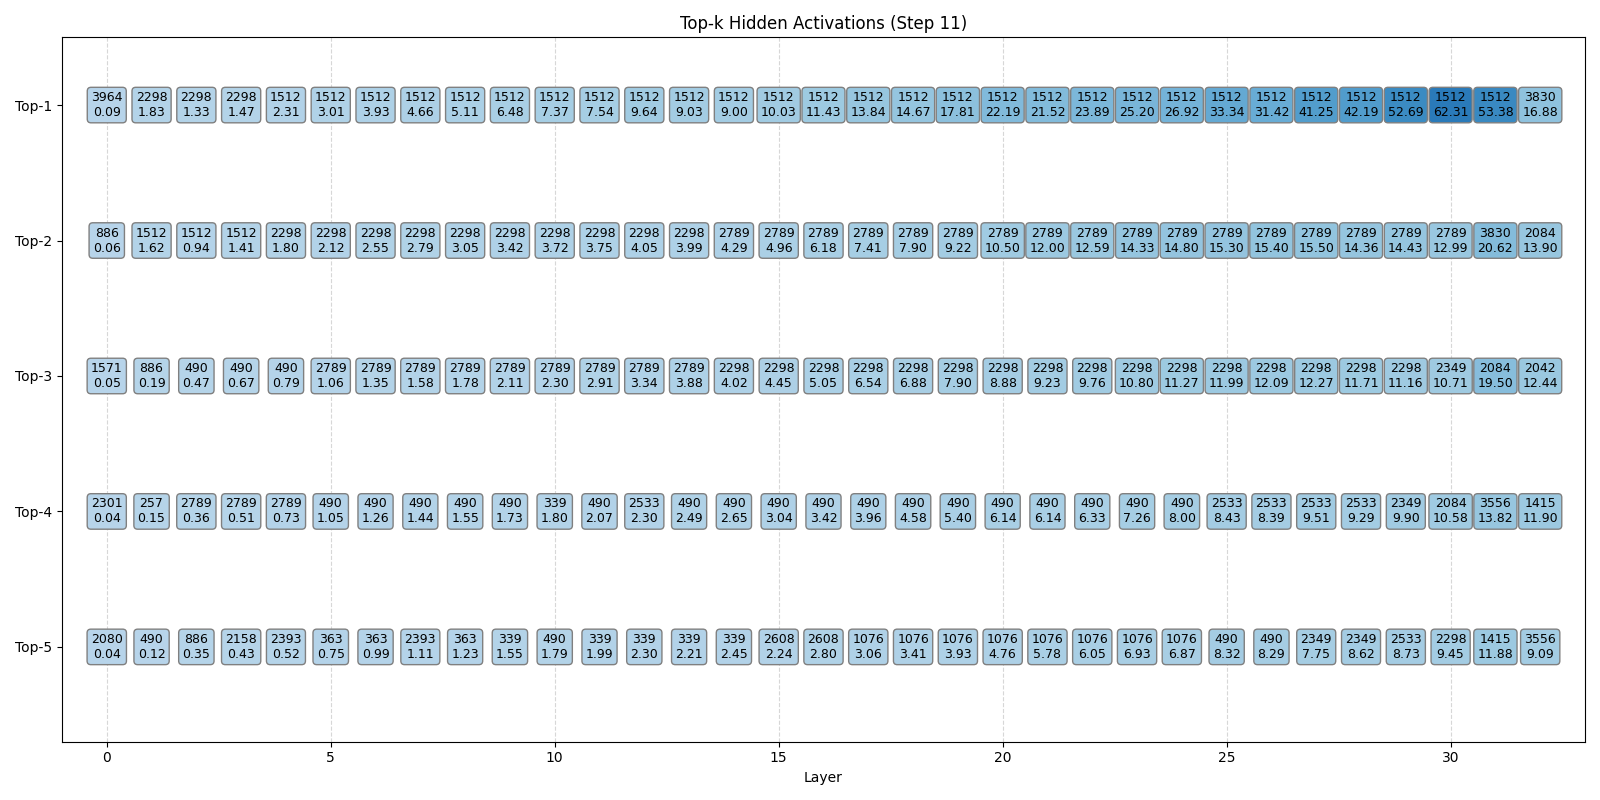 Top-k Hidden Activations (Step 11)
Top-1
3964 2298 2298 2298 1512 1512 1512 1512 1512 1512 1512 1512 1512 1512 1512 1512 1512 1512 1512 1512 1512 1512 1512 1512 1512 1512 1512 1512 1512 1512 1512 1512 3830
0.09 1.83 1.33 1.47 2.31 3.01 3.93 4.66 5.11 6.48 7.37 7.54 9.64 9.03 9.00 10.03 11.43 13.84 14.67 17.81 22.19 21.52 23.89 25.20 26.92 33.34 31.42 41.25 42.19 52.69 62.31 53.38 16.88
Top-2
886 1512 1512 1512 2298 2298 2298 2298 2298 2298 2298 2298 2298 2298 2789 2789 2789 2789 2789 2789 2789 2789 2789 2789 2789 2789 2789 2789 2789 2789 2789 3830 2084
0.06 1.62 0.94 1.41 1.80 2.12 2.55 2.79 3.05 3.42 3.72 3.75 4.05 3.99 4.29 4.96 6.18 7.41 7.90 9.22 10.50 12.00 12.59 14.33 14.80 15.30 15.40 15.50 14.36 14.43 12.99 20.62 13.90
Top-3
1571 886 490 490 490 2789 2789 2789 2789 2789 2789 2789 2789 2789 2298 2298 2298 2298 2298 2298 2298 2298 2298 2298 2298 2298 2298 2298 2298 2298 2349 2084 2042
0.05 0.19 0.47 0.67 0.79 1.06 1.35 1.58 1.78 2.11 2.30 2.91 3.34 3.88 4.02 4.45 5.05 6.54 6.88 7.90 8.88 9.23 9.76 10.80 11.27 11.99 12.09 12.27 11.71 11.16 10.71 19.50 12.44
Top-4
2301 257 2789 2789 2789 490 490 490 490 490 339 490 2533 490 490 490 490 490 490 490 490 490 490 490 490 2533 2533 2533 2533 2349 2084 3556 1415
0.04 0.15 0.36 0.51 0.73 1.05 1.26 1.44 1.55 1.73 1.80 2.07 2.30 2.49 2.65 3.04 3.42 3.96 4.58 5.40 6.14 6.14 6.33 7.26 8.00 8.43 8.39 9.51 9.29 9.90 10.58 13.82 11.90
Top-5
2080 490 886 2158 2393 363 363 2393 363 339 490 339 339 339 339 2608 2608 1076 1076 1076 1076 1076 1076 1076 1076 490 490 2349 2349 2533 2298 1415 3556
0.04 0.12 0.35 0.43 0.52 0.75 0.99 1.11 1.23 1.55 1.79 1.99 2.30 2.21 2.45 2.24 2.80 3.06 3.41 3.93 4.76 5.78 6.05 6.93 6.87 8.32 8.29 7.75 8.62 8.73 9.45 11.88 9.09
0 5 10 15 20 25 30
Layer